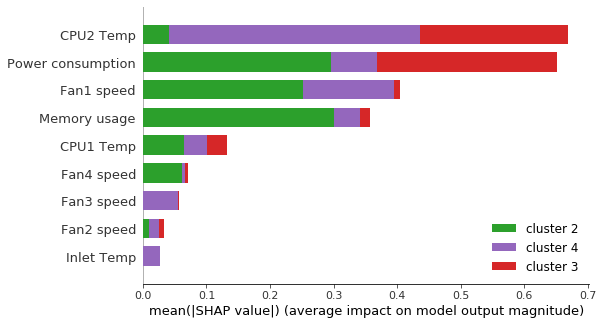 CPU2 Temp
Power consumption
Fan1 speed
Memory usage
CPU1 Temp
Fan4 speed
Fan3 speed
Fan2 speed
Inlet Temp
cluster 2
cluster 4
cluster 3
0.0 0.1 0.2 0.3 0.4 0.5 0.6 0.7
mean(|SHAP value|) (average impact on model output magnitude)